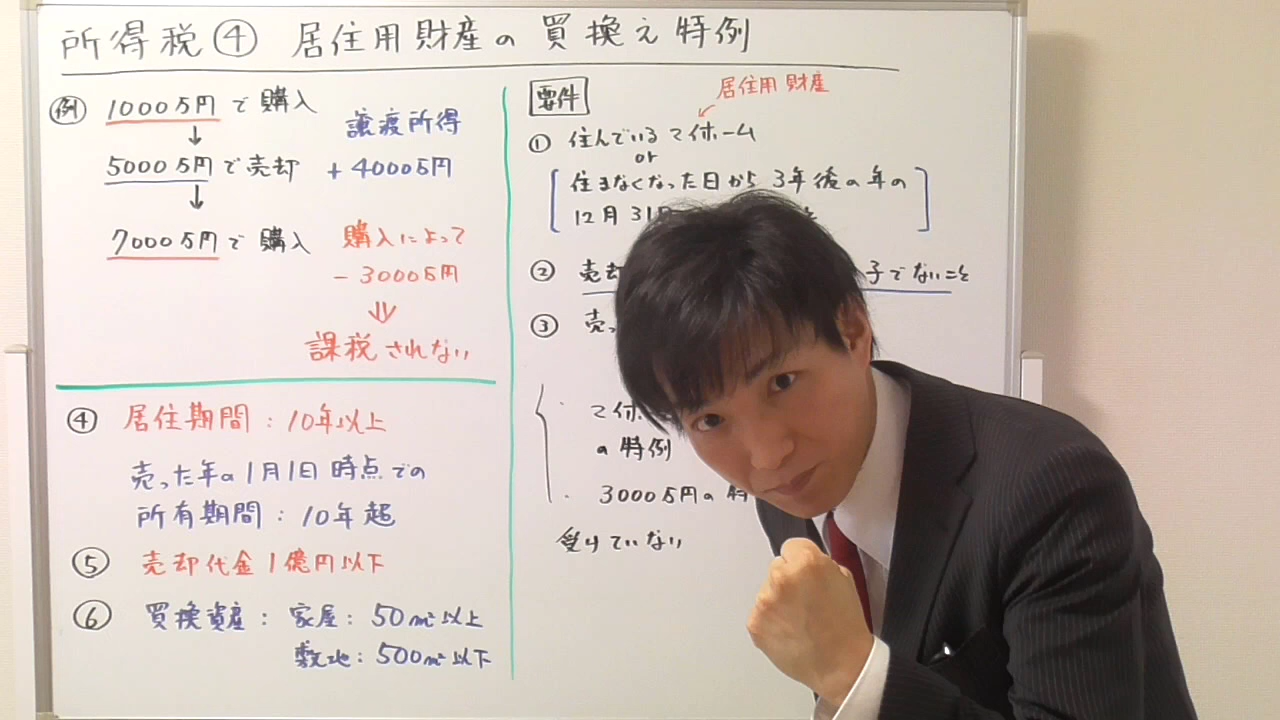 所得税④ 居住用財産の買換え特例
例 1000万円で購入
↓
5000万円で売却
↓
7000万円で購入
譲渡所得
+4000万円
購入によって
-3000万円
⇓
課税されない
④ 居住期間:10年以上
売った年の1月1日時点での
所有期間:10年超
⑤ 売却代金1億円以下
⑥ 買換資産:家屋:50㎡以上
敷地:500㎡以下
要件
居住用財産
① 住んでいるマイホーム
or
住まなくなった日から3年後の年の
12月31日
② 売却 子でないこと
③ 売っ
マイホ
の特例
3000万円の特
受けていない